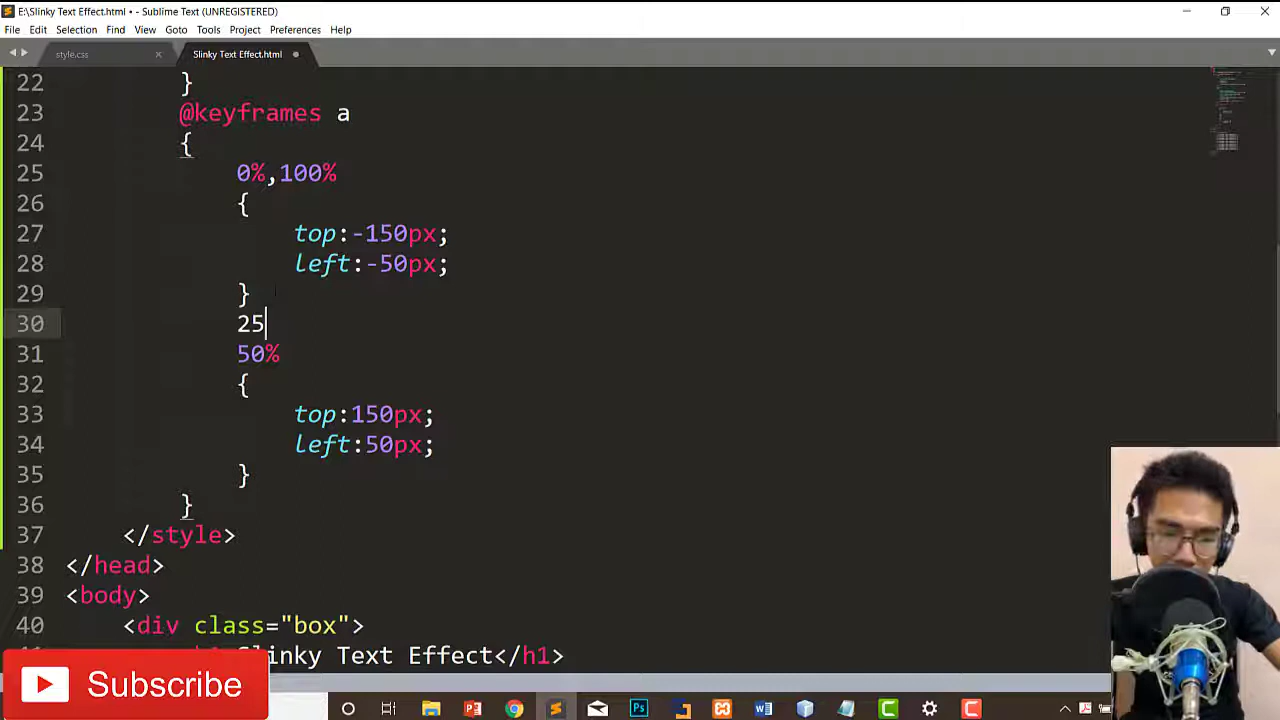 E:\Slinky Text Effect.html • - Sublime Text (UNREGISTERED)
File Edit Selection Find View Goto Tools Project Preferences Help
style.css Slinky Text Effect.html
22 }
23 @keyframes a
24 {
25 0%,100%
26 {
27 top:-150px;
28 left:-50px;
29 }
30 25
31 50%
32 {
33 top:150px;
34 left:50px;
35 }
36 }
37 </style>
38 </head>
39 <body>
40 <div class="box">
Slinky Text Effect</h1>
Subscribe